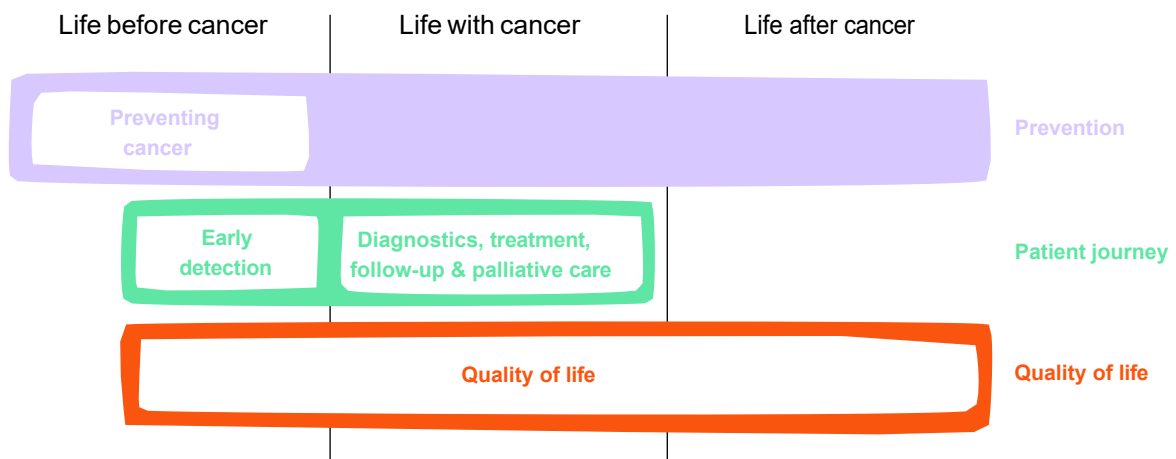 Life before cancer
Life with cancer
Life after cancer
Preventing
cancer
Prevention
Early
detection
Diagnostics, treatment,
follow-up & palliative care
Patient journey
Quality of life
Quality of life